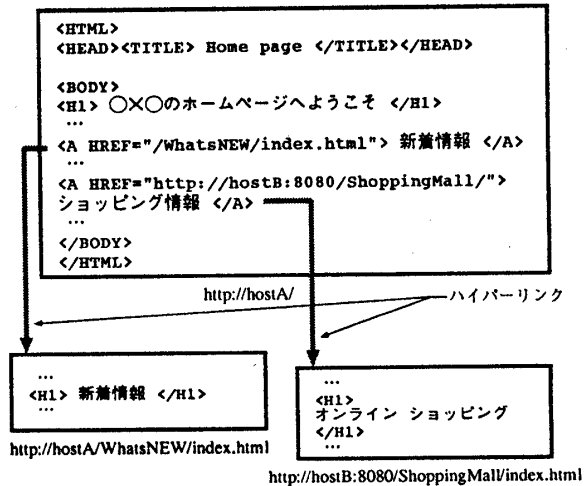 <HTML>
<HEAD><TITLE> Home page </TITLE></HEAD>
<BODY>
<H1> ○×○のホームページへようこそ </H1>
...
<A HREF="/WhatsNEW/index.html"> 新着情報 </A>
...
<A HREF="http://hostB:8080/ShoppingMall/">
ショッピング情報 </A>
...
</BODY>
</HTML>
http://hostA/
ハイパーリンク
...
<H1> 新着情報 </H1>
...
http://hostA/WhatsNEW/index.html
...
<H1>
オンライン ショッピング
</H1>
...
http://hostB:8080/ShoppingMall/index.html